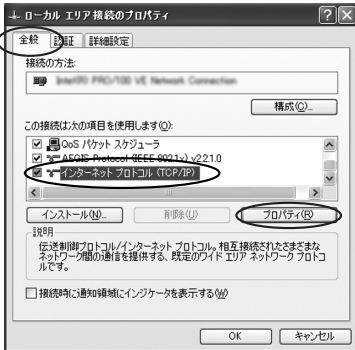 ローカル エリア接続のプロパティ
全般 認証 詳細設定
接続の方法:
Intel(R) PRO/100 VE Network Connection
構成(C)...
この接続は次の項目を使用します(O):
QoS パケット スケジューラ
AEGIS Protocol (IEEE 802.1x) v2.2.1.0
インターネット プロトコル (TCP/IP)
インストール(N)... 削除(U) プロパティ(R)
説明
伝送制御プロトコル/インターネット プロトコル。相互接続されたさまざまな
ネットワーク間の通信を提供する、既定のワイド エリア ネットワーク プロトコ
ルです。
接続時に通知領域にインジケータを表示する(W)
OK キャンセル